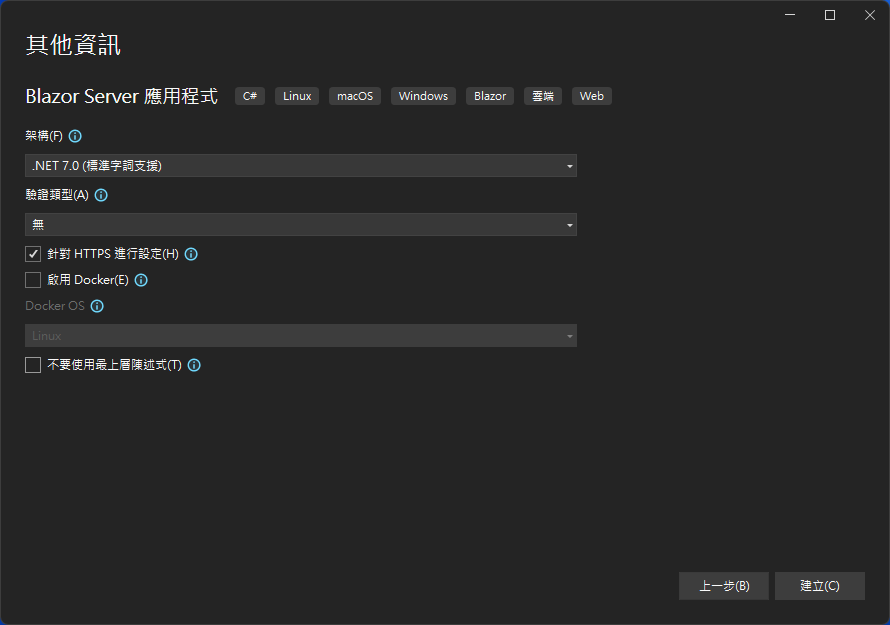 其他資訊
Blazor Server 應用程式 C# Linux macOS Windows Blazor 雲端 Web
架構(F)
.NET 7.0 (標準字詞支援)
驗證類型(A)
無
針對 HTTPS 進行設定(H)
啟用 Docker(E)
Docker OS
Linux
不要使用最上層陳述式(T)
上一步(B) 建立(C)